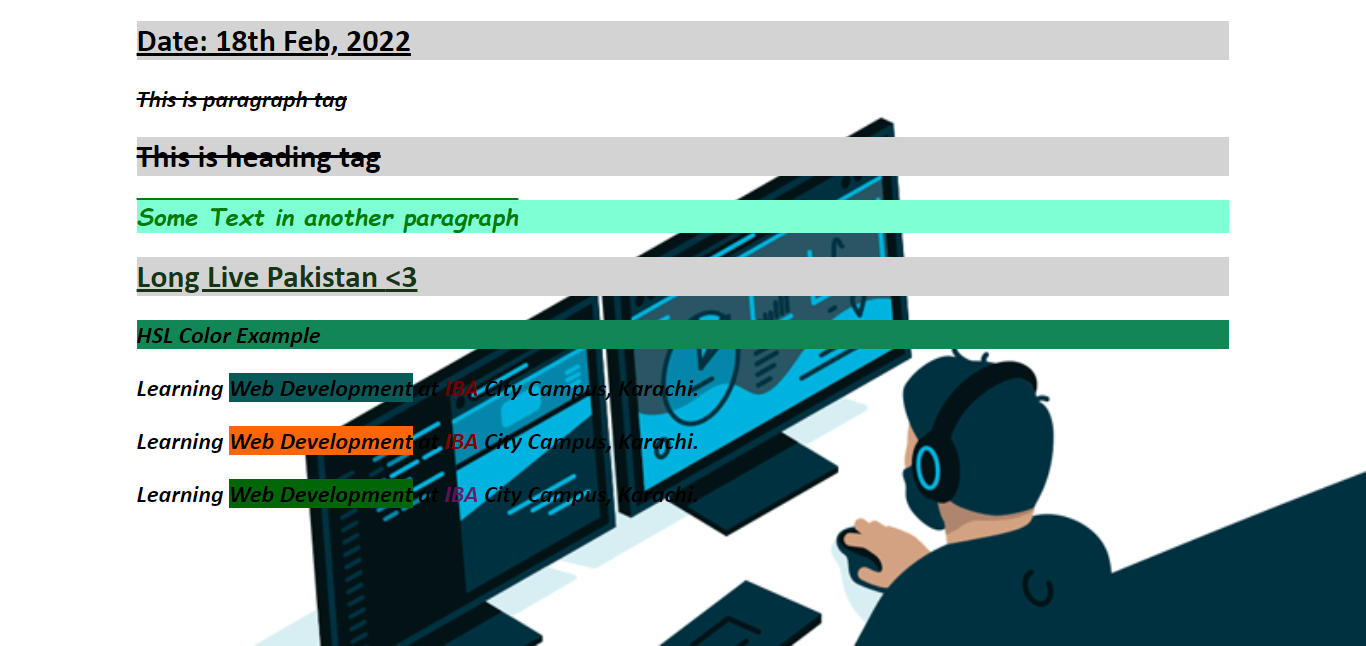 Date: 18th Feb, 2022
This is paragraph tag
This is heading tag
Some Text in another paragraph
Long Live Pakistan <3
HSL Color Example
Learning Web Development at IBA City Campus, Karachi.
Learning Web Development at IBA City Campus, Karachi.
Learning Web Development at IBA City Campus, Karachi.